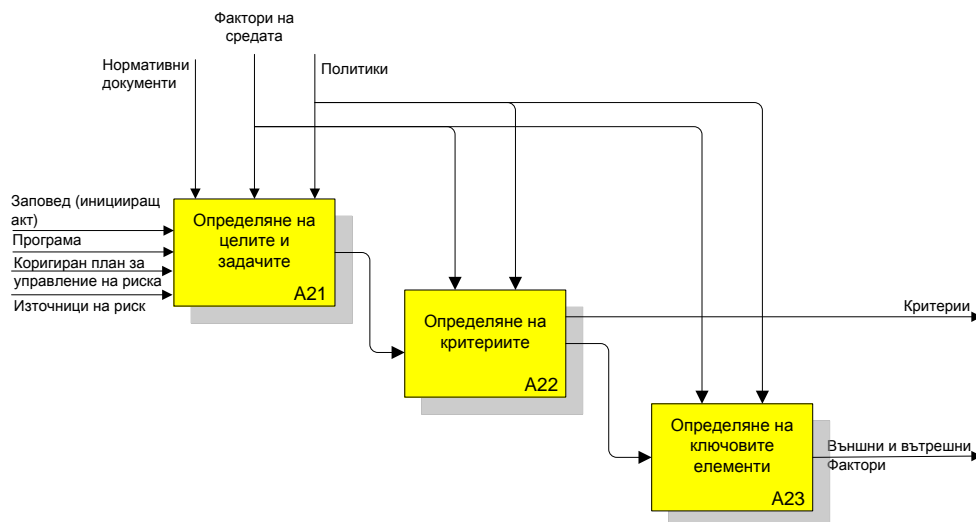 Фактори на
средата
Нормативни
документи
Политики
Заповед (иницииращ
акт)
Програма
Коригиран план за
управление на риска
Източници на риск
Определяне на
целите и
задачите
A21
Определяне на
критериите
A22
Критерии
Определяне на
ключовите
елементи
A23
Външни и вътрешни
Фактори